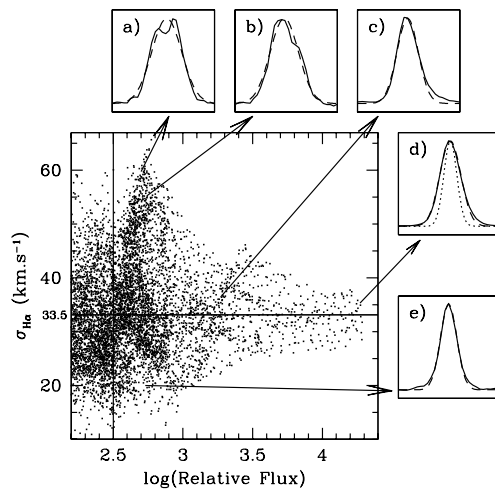 a)
b)
c)
d)
e)
60
40
33.5
20
σHα (km.s⁻¹)
2.5
3
3.5
4
log(Relative Flux)